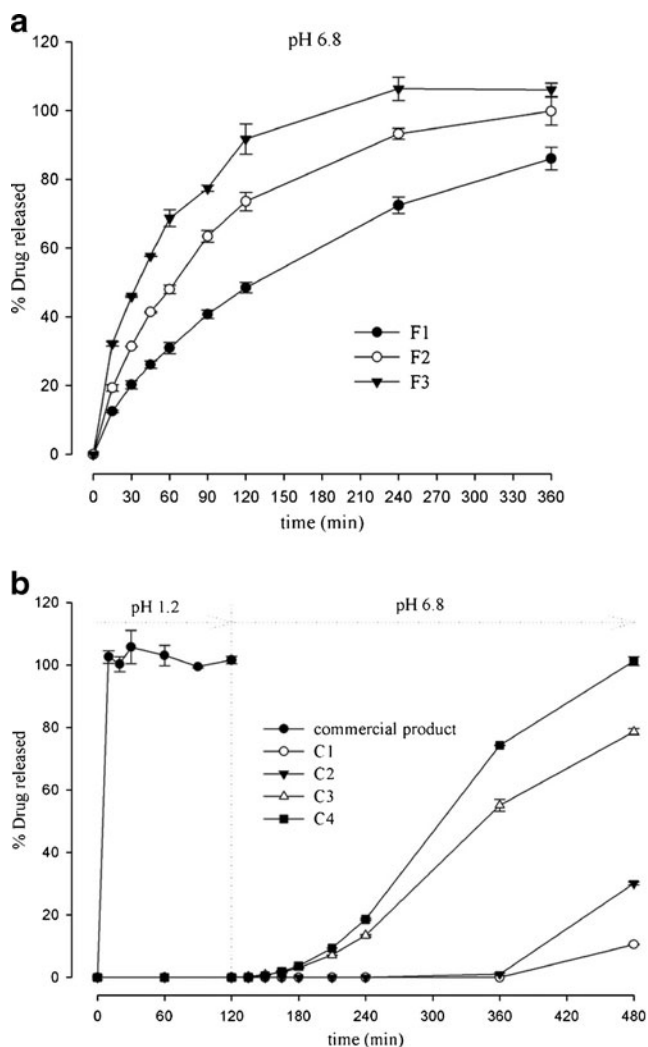 a
pH 6.8
120
100
80
60
40
20
0
% Drug released
F1
F2
F3
0 30 60 90 120 150 180 210 240 270 300 330 360
time (min)
b
pH 1.2 pH 6.8
120
100
80
60
40
20
0
% Drug released
commercial product
C1
C2
C3
C4
0 60 120 180 240 300 360 420 480
time (min)